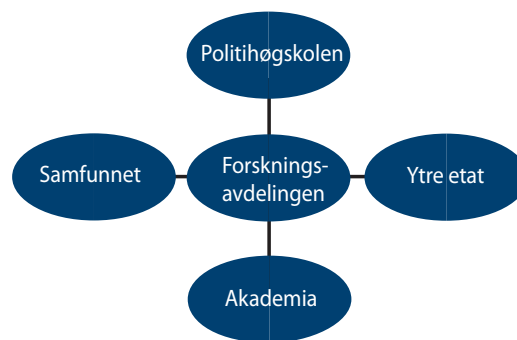 Politihøgskolen
Samfunnet
Forsknings-
avdelingen
Ytre etat
Akademia